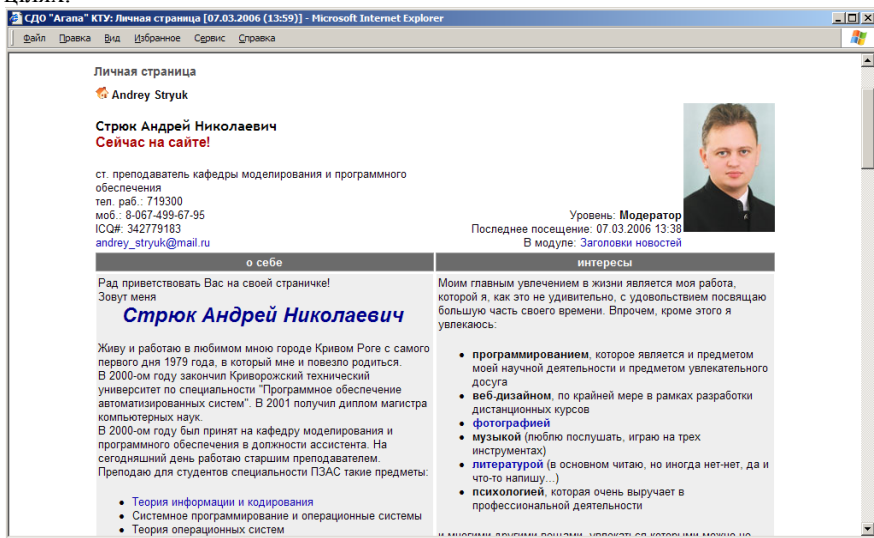 цілях.
СДО "Агапа" КТУ: Личная страница [07.03.2006 (13:59)] - Microsoft Internet Explorer
Файл Правка Вид Избранное Сервис Справка
Личная страница
Andrey Stryuk
Стрюк Андрей Николаевич
Сейчас на сайте!
ст. преподаватель кафедры моделирования и программного
обеспечения
тел. раб.: 719300
моб.: 8-067-499-67-95
ICQ#: 342779183
andrey_stryuk@mail.ru
Уровень: Модератор
Последнее посещение: 07.03.2006 13:38
В модуле: Заголовки новостей
о себе
Рад приветствовать Вас на своей страничке!
Зовут меня
Стрюк Андрей Николаевич
Живу и работаю в любимом мною городе Кривом Роге с самого
первого дня 1979 года, в который мне и повезло родиться.
В 2000-ом году закончил Криворожский технический
университет по специальности "Программное обеспечение
автоматизированных систем". В 2001 получил диплом магистра
компьютерных наук.
В 2000-ом году был принят на кафедру моделирования и
программного обеспечения в должности ассистента. На
сегодняшний день работаю старшим преподавателем.
Преподаю для студентов специальности ПЗАС такие предметы:
• Теория информации и кодирования
• Системное программирование и операционные системы
• Теория операционных систем
интересы
Моим главным увлечением в жизни является моя работа,
которой я, как это не удивительно, с удовольствием посвящаю
большую часть своего времени. Впрочем, кроме этого я
увлекаюсь:
• программированием, которое является и предметом
моей научной деятельности и предметом увлекательного
досуга
• веб-дизайном, по крайней мере в рамках разработки
дистанционных курсов
• фотографией
• музыкой (люблю послушать, играю на трех
инструментах)
• литературой (в основном читаю, но иногда нет-нет, да и
что-то напишу...)
• психологией, которая очень выручает в
профессиональной деятельности
и многими другими вещами, увлекаться которыми можно не